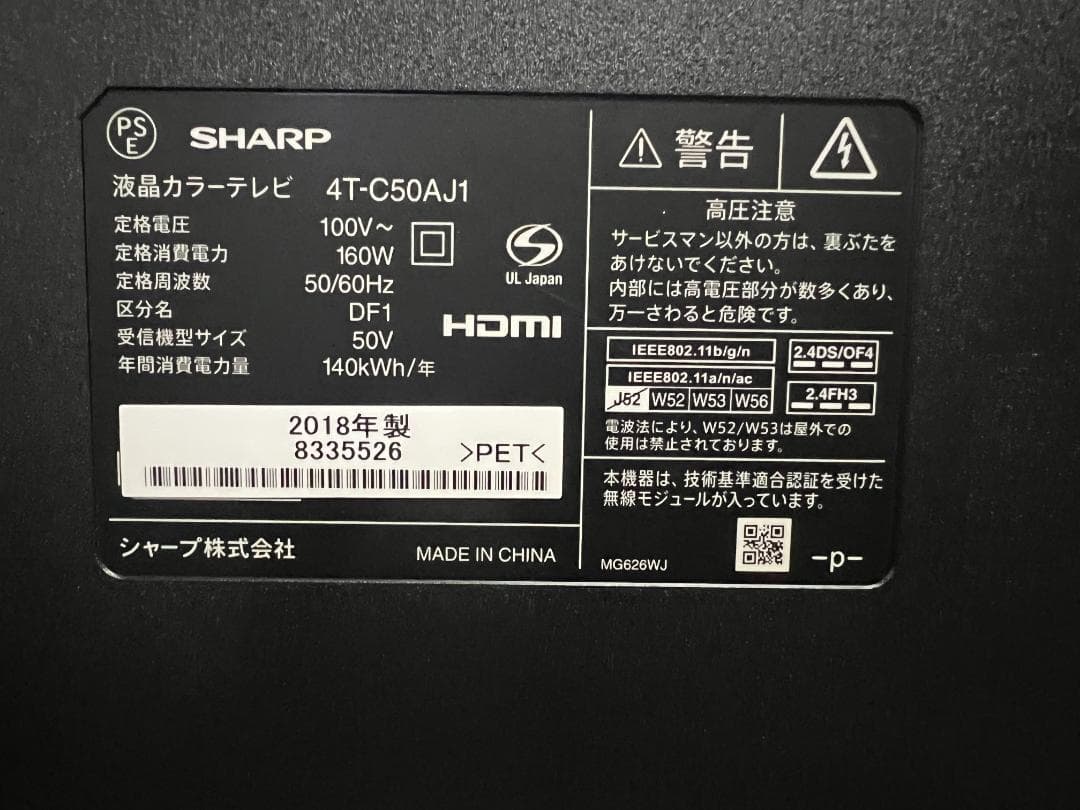 PSE
SHARP
液晶カラーテレビ 4T-C50AJ1
定格電圧 100V~
定格消費電力 160W
定格周波数 50/60Hz
区分名 DF1
受信機型サイズ 50V
年間消費電力量 140kWh/年
UL Japan
HDMI
2018年製
8335526 >PET<
シャープ株式会社 MADE IN CHINA
警告
高圧注意
サービスマン以外の方は、裏ぶたを
あけないでください。
内部には高電圧部分が数多くあり、
万一さわると危険です。
IEEE802.11b/g/n
IEEE802.11a/n/ac
J52 W52 W53 W56
2.4DS/OF4
2.4FH3
電波法により、W52/W53は屋外での
使用は禁止されております。
本機器は、技術基準適合認証を受けた
無線モジュールが入っています。
MG626WJ
-p-